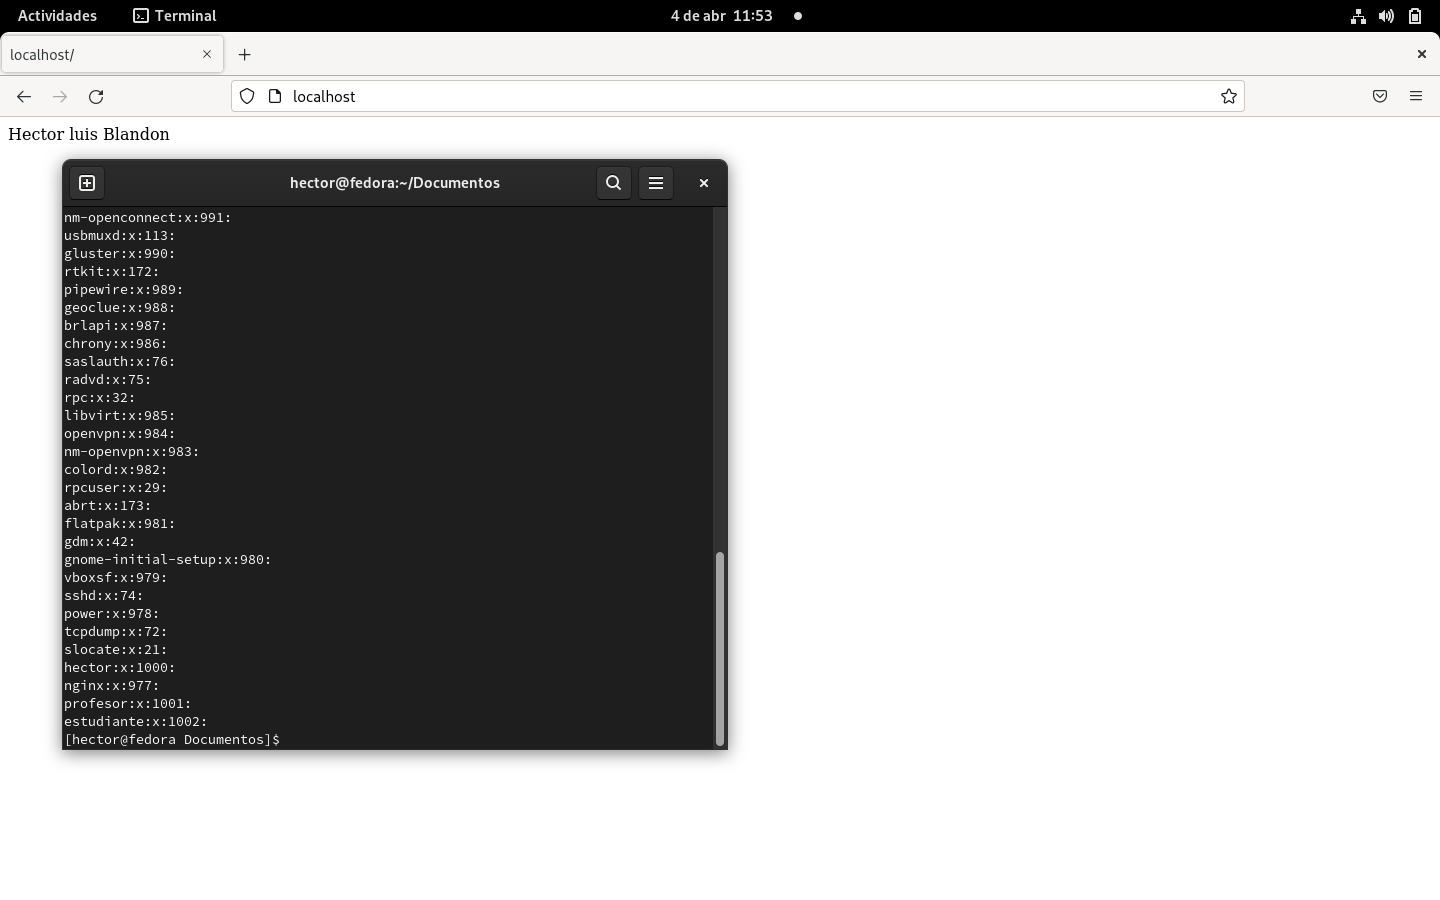 Actividades Terminal 4 de abr 11:53
localhost/
localhost
Hector luis Blandon
hector@fedora:~/Documentos
nm-openconnect:x:991:
usbmuxd:x:113:
gluster:x:990:
rtkit:x:172:
pipewire:x:989:
geoclue:x:988:
brlapi:x:987:
chrony:x:986:
saslauth:x:76:
radvd:x:75:
rpc:x:32:
libvirt:x:985:
openvpn:x:984:
nm-openvpn:x:983:
colord:x:982:
rpcuser:x:29:
abrt:x:173:
flatpak:x:981:
gdm:x:42:
gnome-initial-setup:x:980:
vboxsf:x:979:
sshd:x:74:
power:x:978:
tcpdump:x:72:
slocate:x:21:
hector:x:1000:
nginx:x:977:
profesor:x:1001:
estudiante:x:1002:
[hector@fedora Documentos]$